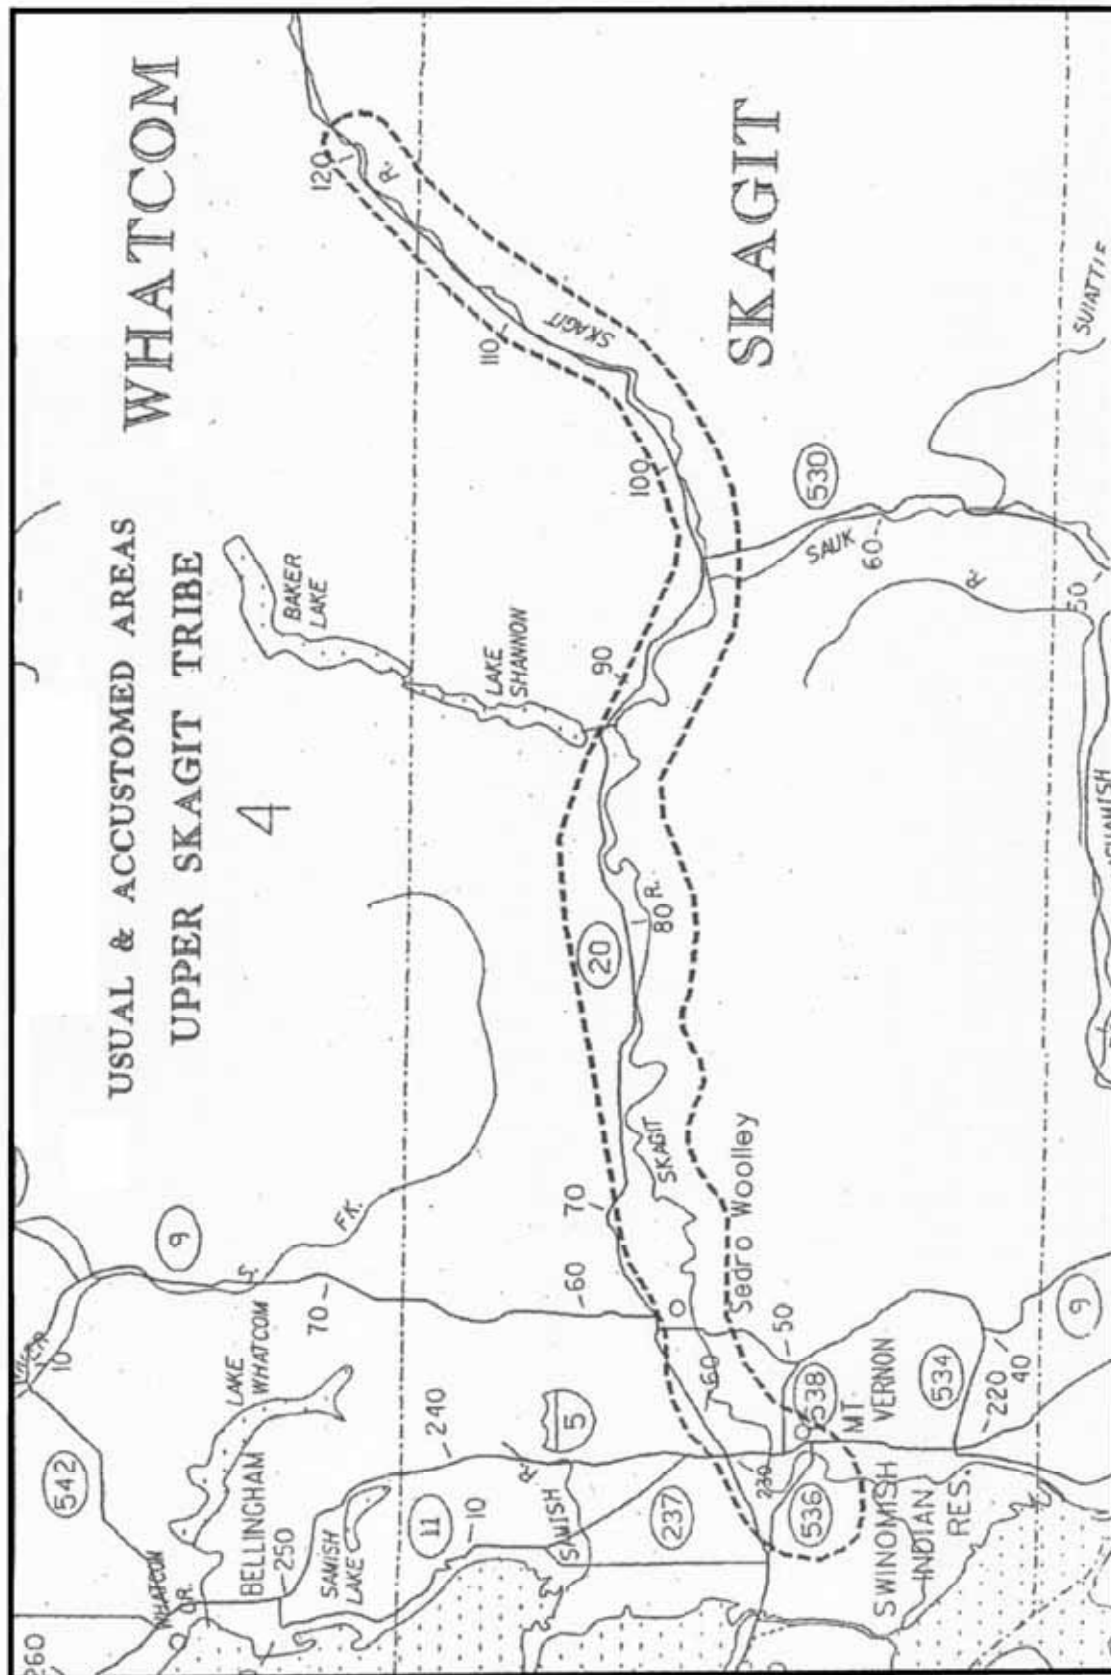 USUAL & ACCUSTOMED AREAS
UPPER SKAGIT TRIBE
4
WHATCOM
SKAGIT
260
542
10
9
FK.
S.
WHATCOM
CR.
BELLINGHAM
LAKE
WHATCOM
250
SAMISH
LAKE
70
240
11
10
R.
SAMISH
5
237
60
70
20
SKAGIT
80
R.
BAKER
LAKE
LAKE
SHANNON
90
100
110
SKAGIT
120
R.
530
SAUK
60
SUIATTLE
R.
50
Sedro Woolley
60
50
230
538
536
MT
VERNON
534
220
40
9
SWINOMISH
INDIAN
RES.